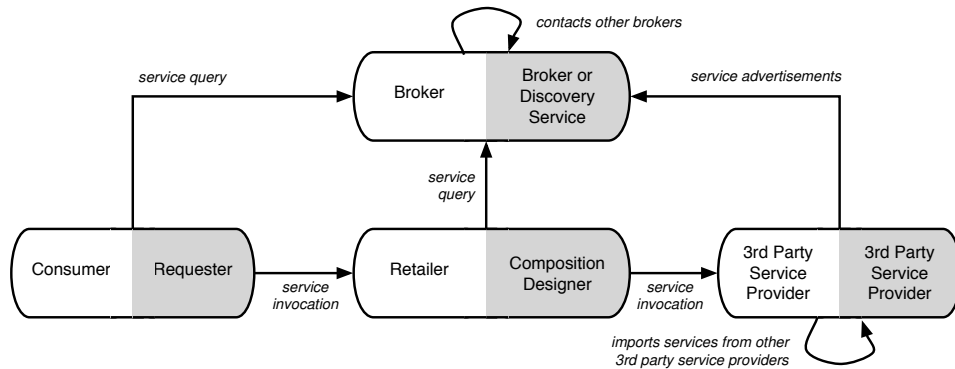 contacts other brokers
service query
Broker
Broker or
Discovery
Service
service advertisements
service
query
Consumer
Requester
service
invocation
Retailer
Composition
Designer
service
invocation
3rd Party
Service
Provider
3rd Party
Service
Provider
imports services from other
3rd party service providers